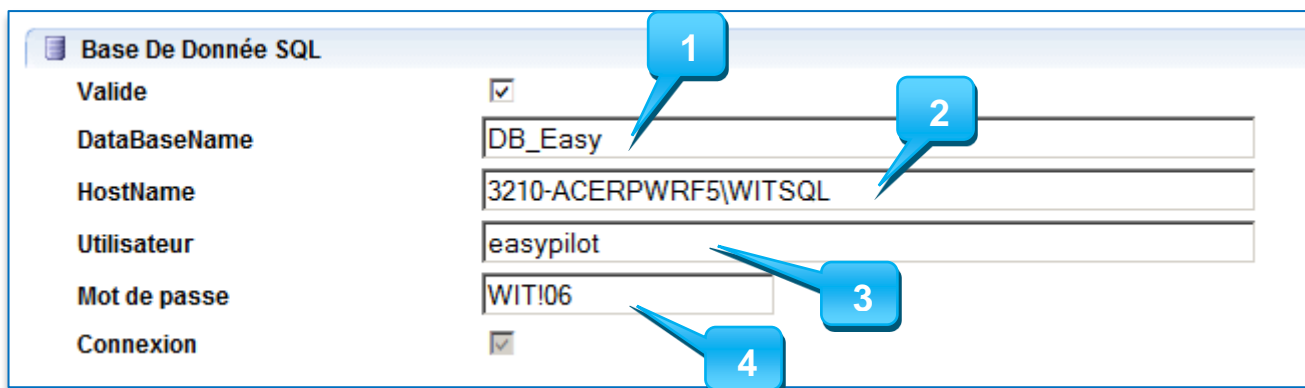 Base De Donnée SQL
1
Valide
DataBaseName DB_Easy
2
HostName 3210-ACERPWRF5\WITSQL
Utilisateur easypilot
3
Mot de passe WIT!06
Connexion
4